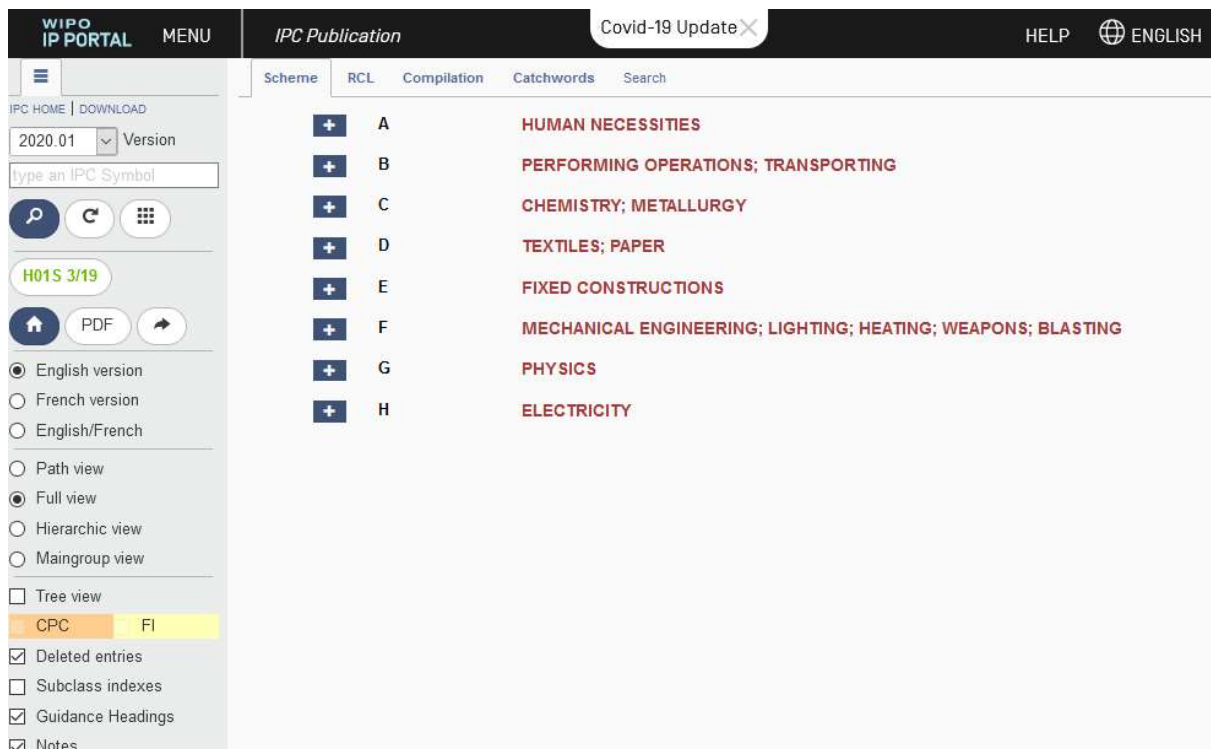 WIPO
IP PORTAL
MENU
IPC Publication
Covid-19 Update
HELP
ENGLISH
Scheme RCL Compilation Catchwords Search
IPC HOME | DOWNLOAD
2020.01 Version
type an IPC Symbol
H01S 3/19
PDF
English version
French version
English/French
Path view
Full view
Hierarchic view
Maingroup view
Tree view
CPC FI
Deleted entries
Subclass indexes
Guidance Headings
Notes
A HUMAN NECESSITIES
B PERFORMING OPERATIONS; TRANSPORTING
C CHEMISTRY; METALLURGY
D TEXTILES; PAPER
E FIXED CONSTRUCTIONS
F MECHANICAL ENGINEERING; LIGHTING; HEATING; WEAPONS; BLASTING
G PHYSICS
H ELECTRICITY